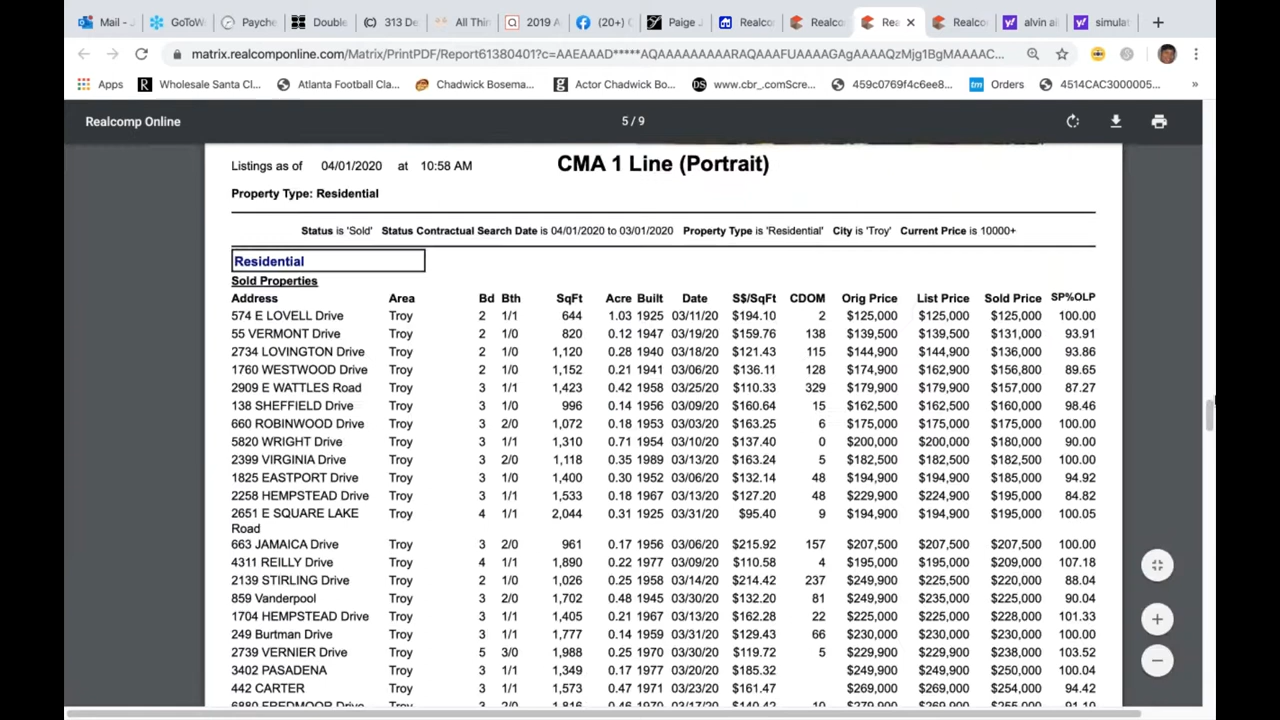 Mail - J GoToW Payche Double (C) 313 De All Thin 2019 A (20+) Paige J Realco Realco Rea Realco alvin ai simulat
matrix.realcomponline.com/Matrix/PrintPDF/Report61380401?c=AAEAAAD*****AQAAAAAAAAARAQAAAFUAAAAGAgAAAAQzMjg1BgMAAAAC...
Apps Wholesale Santa Cl... Atlanta Football Cla... Chadwick Bosema... Actor Chadwick Bo... www.cbr_.comScre... 459c0769f4c6ee8... Orders 4514CAC3000005... »
Realcomp Online 5/9
Listings as of 04/01/2020 at 10:58 AM CMA 1 Line (Portrait)
Property Type: Residential
Status is 'Sold' Status Contractual Search Date is 04/01/2020 to 03/01/2020 Property Type is 'Residential' City is 'Troy' Current Price is 10000+
Residential
Sold Properties
Address Area Bd Bth SqFt Acre Built Date S$/SqFt CDOM Orig Price List Price Sold Price SP%OLP
574 E LOVELL Drive Troy 2 1/1 644 1.03 1925 03/11/20 $194.10 2 $125,000 $125,000 $125,000 100.00
55 VERMONT Drive Troy 2 1/0 820 0.12 1947 03/19/20 $159.76 138 $139,500 $139,500 $131,000 93.91
2734 LOVINGTON Drive Troy 2 1/0 1,120 0.28 1940 03/18/20 $121.43 115 $144,900 $144,900 $136,000 93.86
1760 WESTWOOD Drive Troy 2 1/0 1,152 0.21 1941 03/06/20 $136.11 128 $174,900 $162,900 $156,800 89.65
2909 E WATTLES Road Troy 3 1/1 1,423 0.42 1958 03/25/20 $110.33 329 $179,900 $179,900 $157,000 87.27
138 SHEFFIELD Drive Troy 3 1/0 996 0.14 1956 03/09/20 $160.64 15 $162,500 $162,500 $160,000 98.46
660 ROBINWOOD Drive Troy 3 2/0 1,072 0.18 1953 03/03/20 $163.25 6 $175,000 $175,000 $175,000 100.00
5820 WRIGHT Drive Troy 3 1/1 1,310 0.71 1954 03/10/20 $137.40 0 $200,000 $200,000 $180,000 90.00
2399 VIRGINIA Drive Troy 3 2/0 1,118 0.35 1989 03/13/20 $163.24 5 $182,500 $182,500 $182,500 100.00
1825 EASTPORT Drive Troy 3 1/0 1,400 0.30 1952 03/06/20 $132.14 48 $194,900 $194,900 $185,000 94.92
2258 HEMPSTEAD Drive Troy 3 1/1 1,533 0.18 1967 03/13/20 $127.20 48 $229,900 $224,900 $195,000 84.82
2651 E SQUARE LAKE Troy 4 1/1 2,044 0.31 1925 03/31/20 $95.40 9 $194,900 $194,900 $195,000 100.05
Road
663 JAMAICA Drive Troy 3 2/0 961 0.17 1956 03/06/20 $215.92 157 $207,500 $207,500 $207,500 100.00
4311 REILLY Drive Troy 4 1/1 1,890 0.22 1977 03/09/20 $110.58 4 $195,000 $195,000 $209,000 107.18
2139 STIRLING Drive Troy 2 1/0 1,026 0.25 1958 03/14/20 $214.42 237 $249,900 $225,500 $220,000 88.04
859 Vanderpool Troy 3 2/0 1,702 0.48 1945 03/30/20 $132.20 81 $249,900 $235,000 $225,000 90.04
1704 HEMPSTEAD Drive Troy 3 1/1 1,405 0.21 1967 03/13/20 $162.28 22 $225,000 $225,000 $228,000 101.33
249 Burtman Drive Troy 3 1/1 1,777 0.14 1959 03/31/20 $129.43 66 $230,000 $230,000 $230,000 100.00
2739 VERNIER Drive Troy 5 3/0 1,988 0.25 1970 03/30/20 $119.72 5 $229,900 $229,900 $238,000 103.52
3402 PASADENA Troy 3 1/1 1,349 0.17 1977 03/20/20 $185.32 $249,900 $249,900 $250,000 100.04
442 CARTER Troy 3 1/1 1,573 0.47 1971 03/23/20 $161.47 $269,000 $269,000 $254,000 94.42